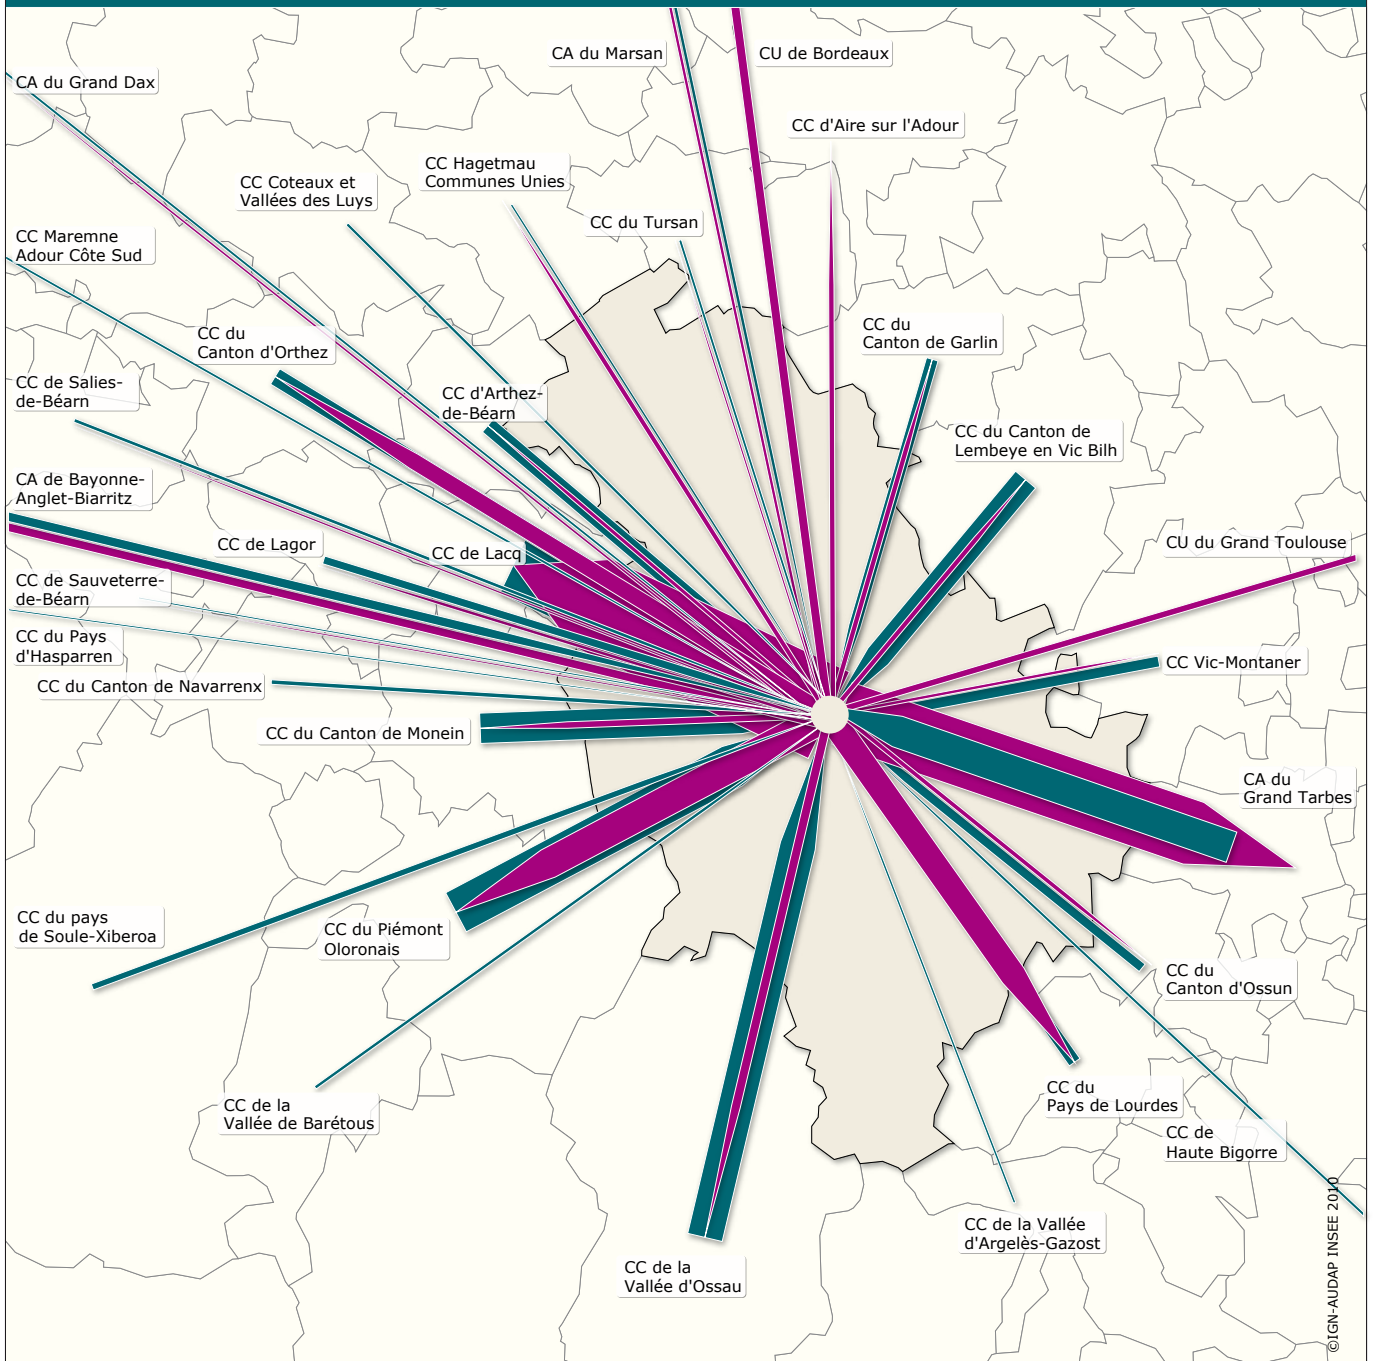 CA du Marsan
CU de Bordeaux
CA du Grand Dax
CC d'Aire sur l'Adour
CC Hagetmau
Communes Unies
CC Coteaux et
Vallées des Luys
CC du Tursan
CC Maremne
Adour Côte Sud
CC du
Canton d'Orthez
CC du
Canton de Garlin
CC de Salies-
de-Béarn
CC d'Arthez-
de-Béarn
CC du Canton de
Lembeye en Vic Bilh
CA de Bayonne-
Anglet-Biarritz
CC de Lagor
CC de Lacq
CU du Grand Toulouse
CC de Sauveterre-
de-Béarn
CC du Pays
d'Hasparren
CC Vic-Montaner
CC du Canton de Navarrenx
CC du Canton de Monein
CA du
Grand Tarbes
CC du pays
de Soule-Xiberoa
CC du Piémont
Oloronais
CC du
Canton d'Ossun
CC du
Pays de Lourdes
CC de la
Vallée de Barétous
CC de
Haute Bigorre
CC de la Vallée
d'Argelès-Gazost
CC de la
Vallée d'Ossau
©IGN-AUDAP INSEE 2010